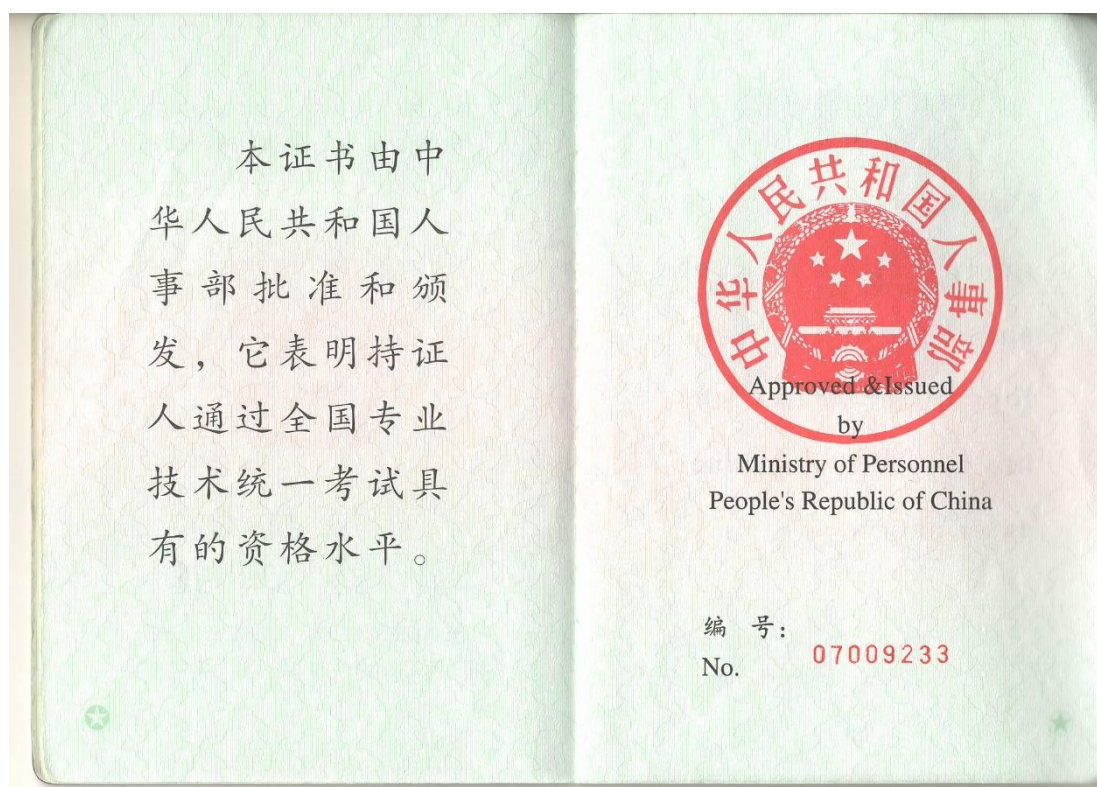 本证书由中
华人民共和国人
事部批准和颁
发，它表明持证
人通过全国专业
技术统一考试具
有的资格水平。
中华人民共和国人事部
Approved &Issued
by
Ministry of Personnel
People's Republic of China
编 号：
No.
07009233